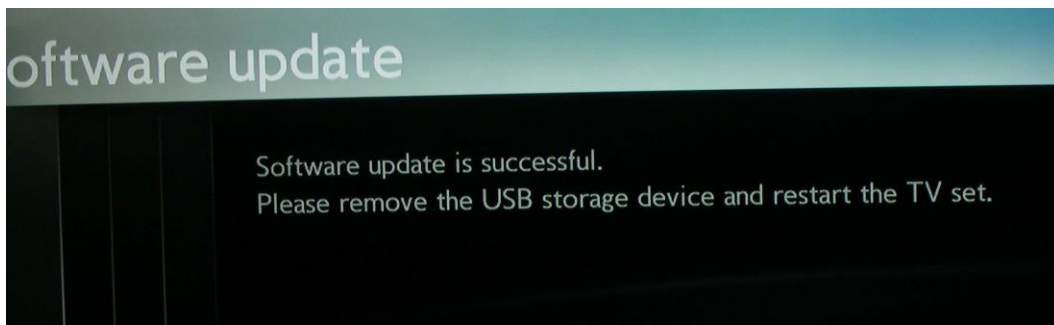 oftware update
Software update is successful.
Please remove the USB storage device and restart the TV set.